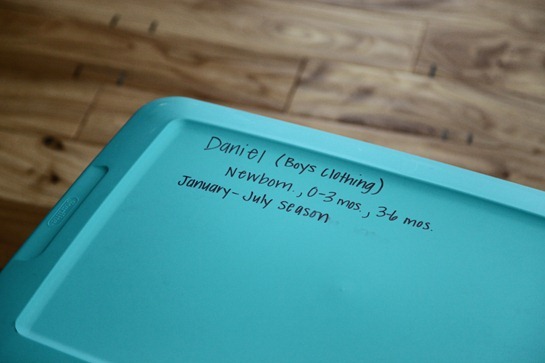 Daniel (Boys Clothing)
Newborn, 0-3 mos., 3-6 mos.
January-July Season